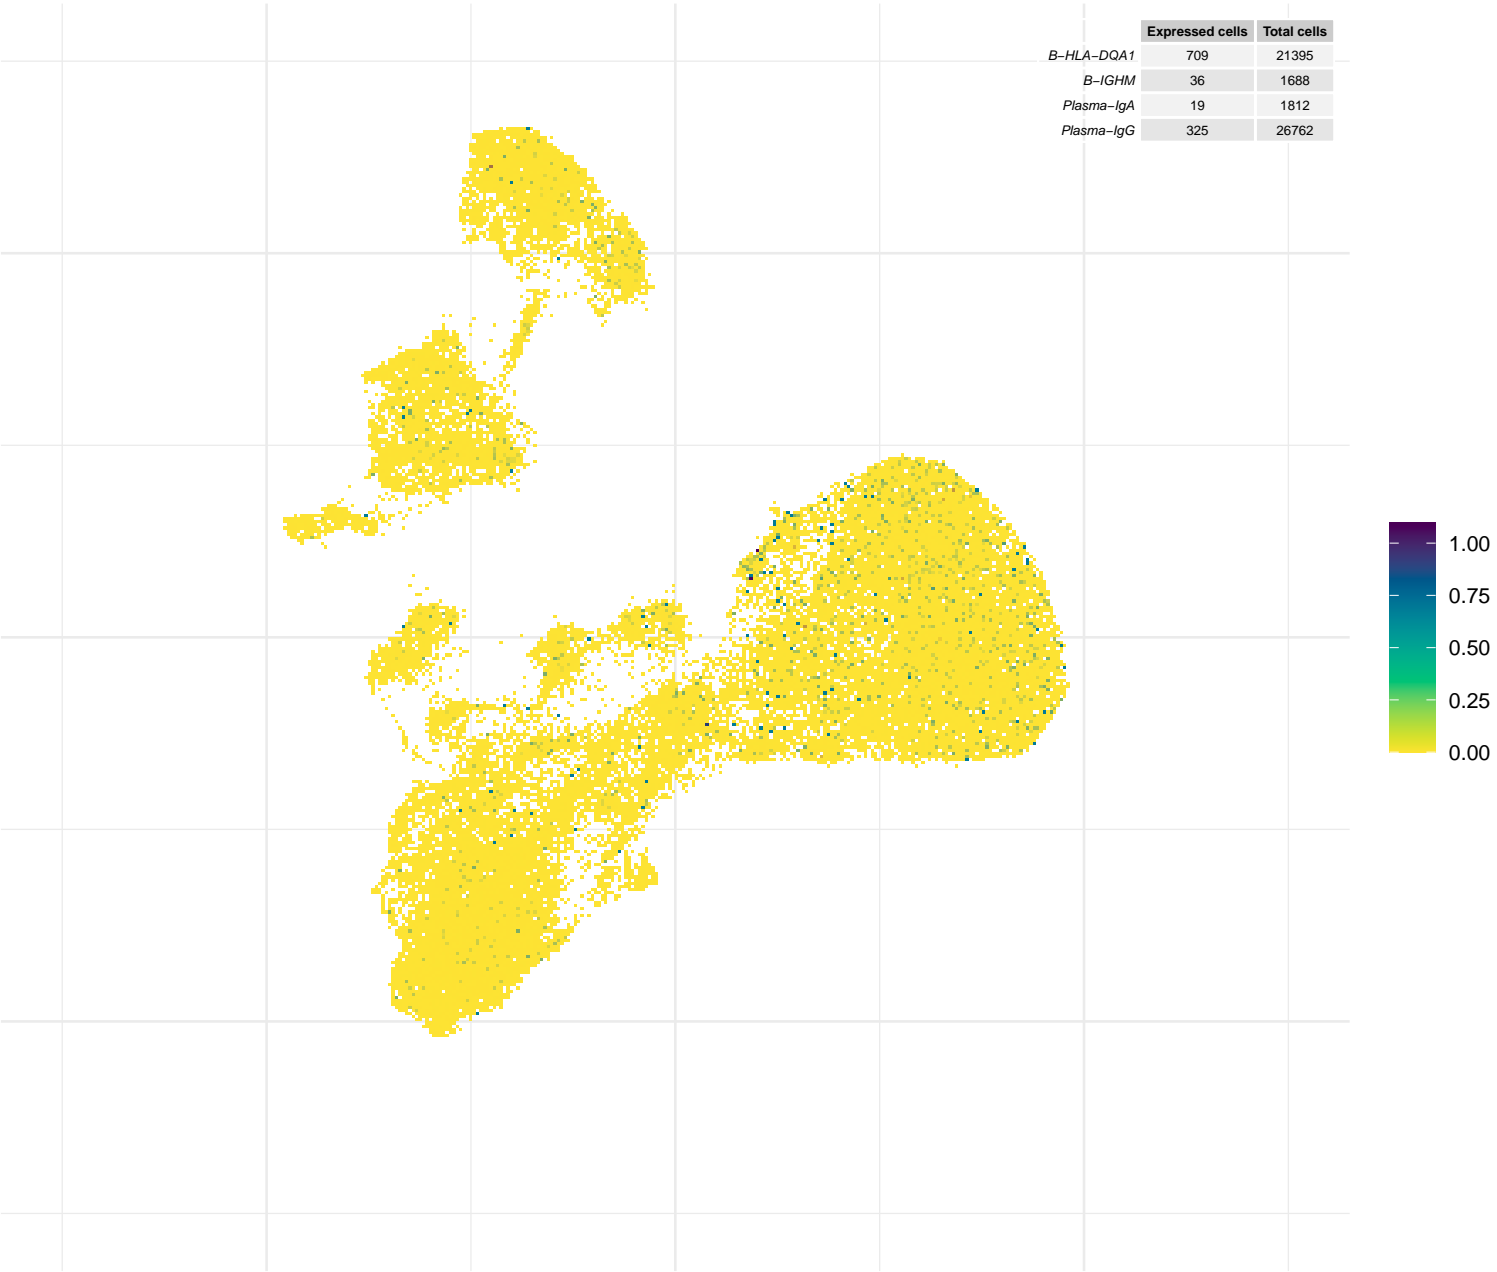 Expressed cells Total cells
B−HLA−DQA1 709 21395
B−IGHM 36 1688
Plasma−IgA 19 1812
Plasma−IgG 325 26762
1.00
0.75
0.50
0.25
0.00